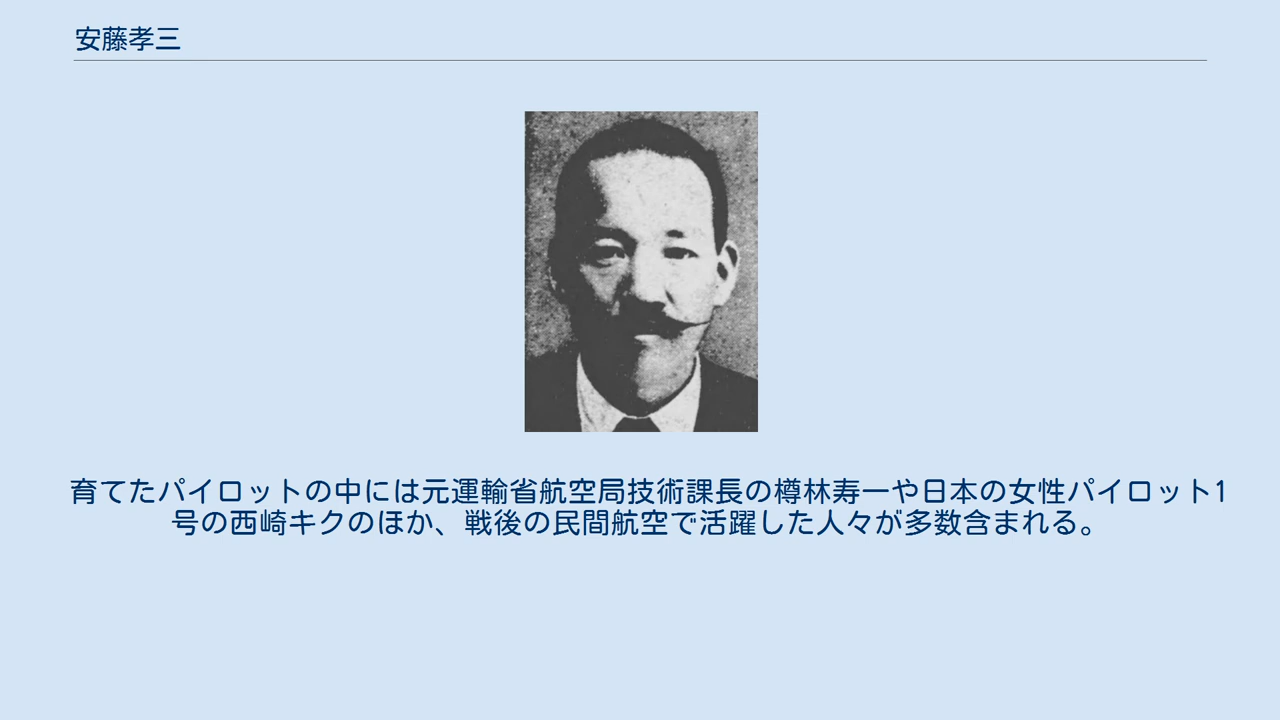 安藤孝三
育てたパイロットの中には元運輸省航空局技術課長の樽林寿一や日本の女性パイロット1
号の西崎キクのほか、戦後の民間航空で活躍した人々が多数含まれる。